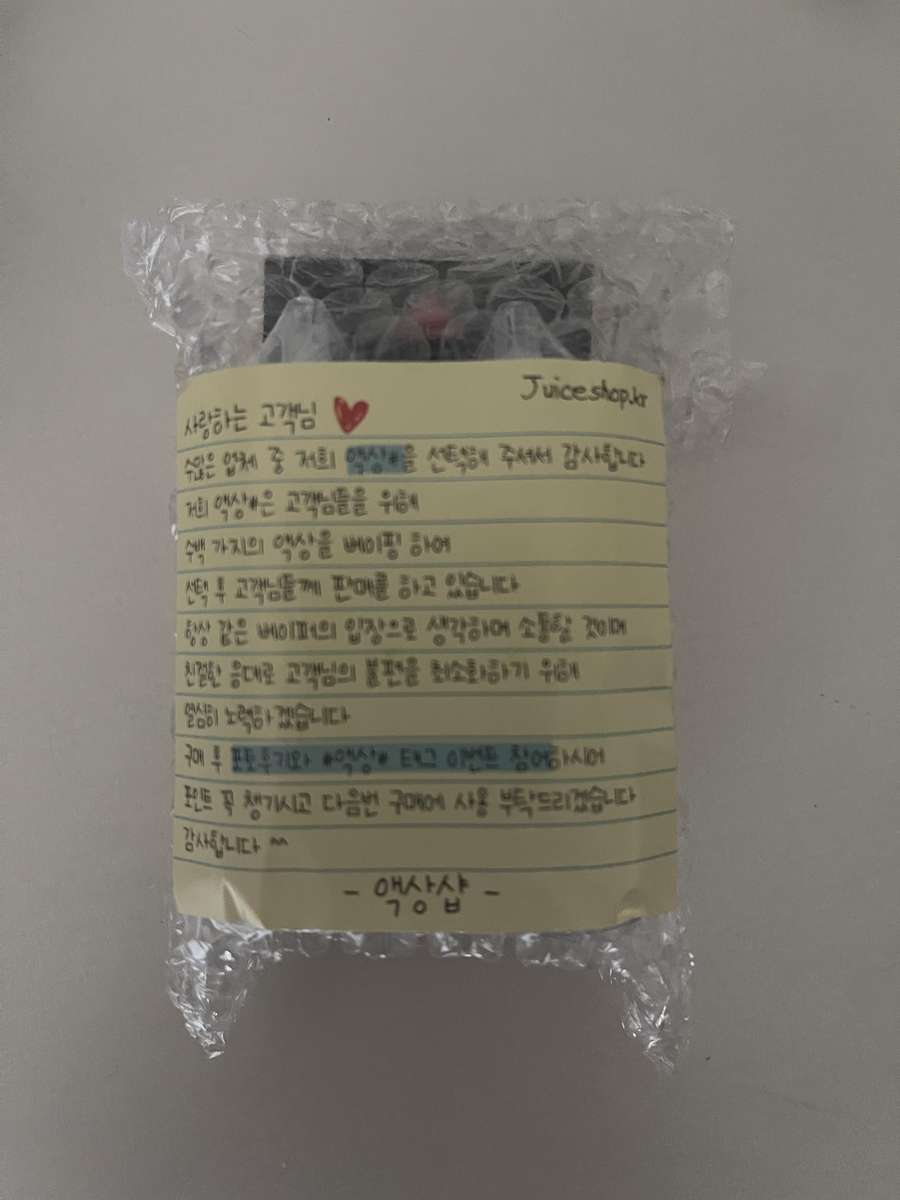 Juiceshop.kr
사랑하는 고객님 ♥
수많은 업체 중 저희 액상#을 선택해 주셔서 감사합니다
저희 액상#은 고객님들을 위해
수백 가지의 액상을 베이핑 하여
선택 후 고객님들께 판매를 하고 있습니다
항상 같은 베이퍼의 입장으로 생각하며 소통할 것이며
친절한 응대로 고객님의 불편을 최소화하기 위해
열심히 노력하겠습니다
구매 후 포토후기와 #액상# 태그 이벤트 참여하시어
포인트 꼭 챙기시고 다음번 구매에 사용 부탁드리겠습니다
감사합니다 ^^
- 액상샵 -